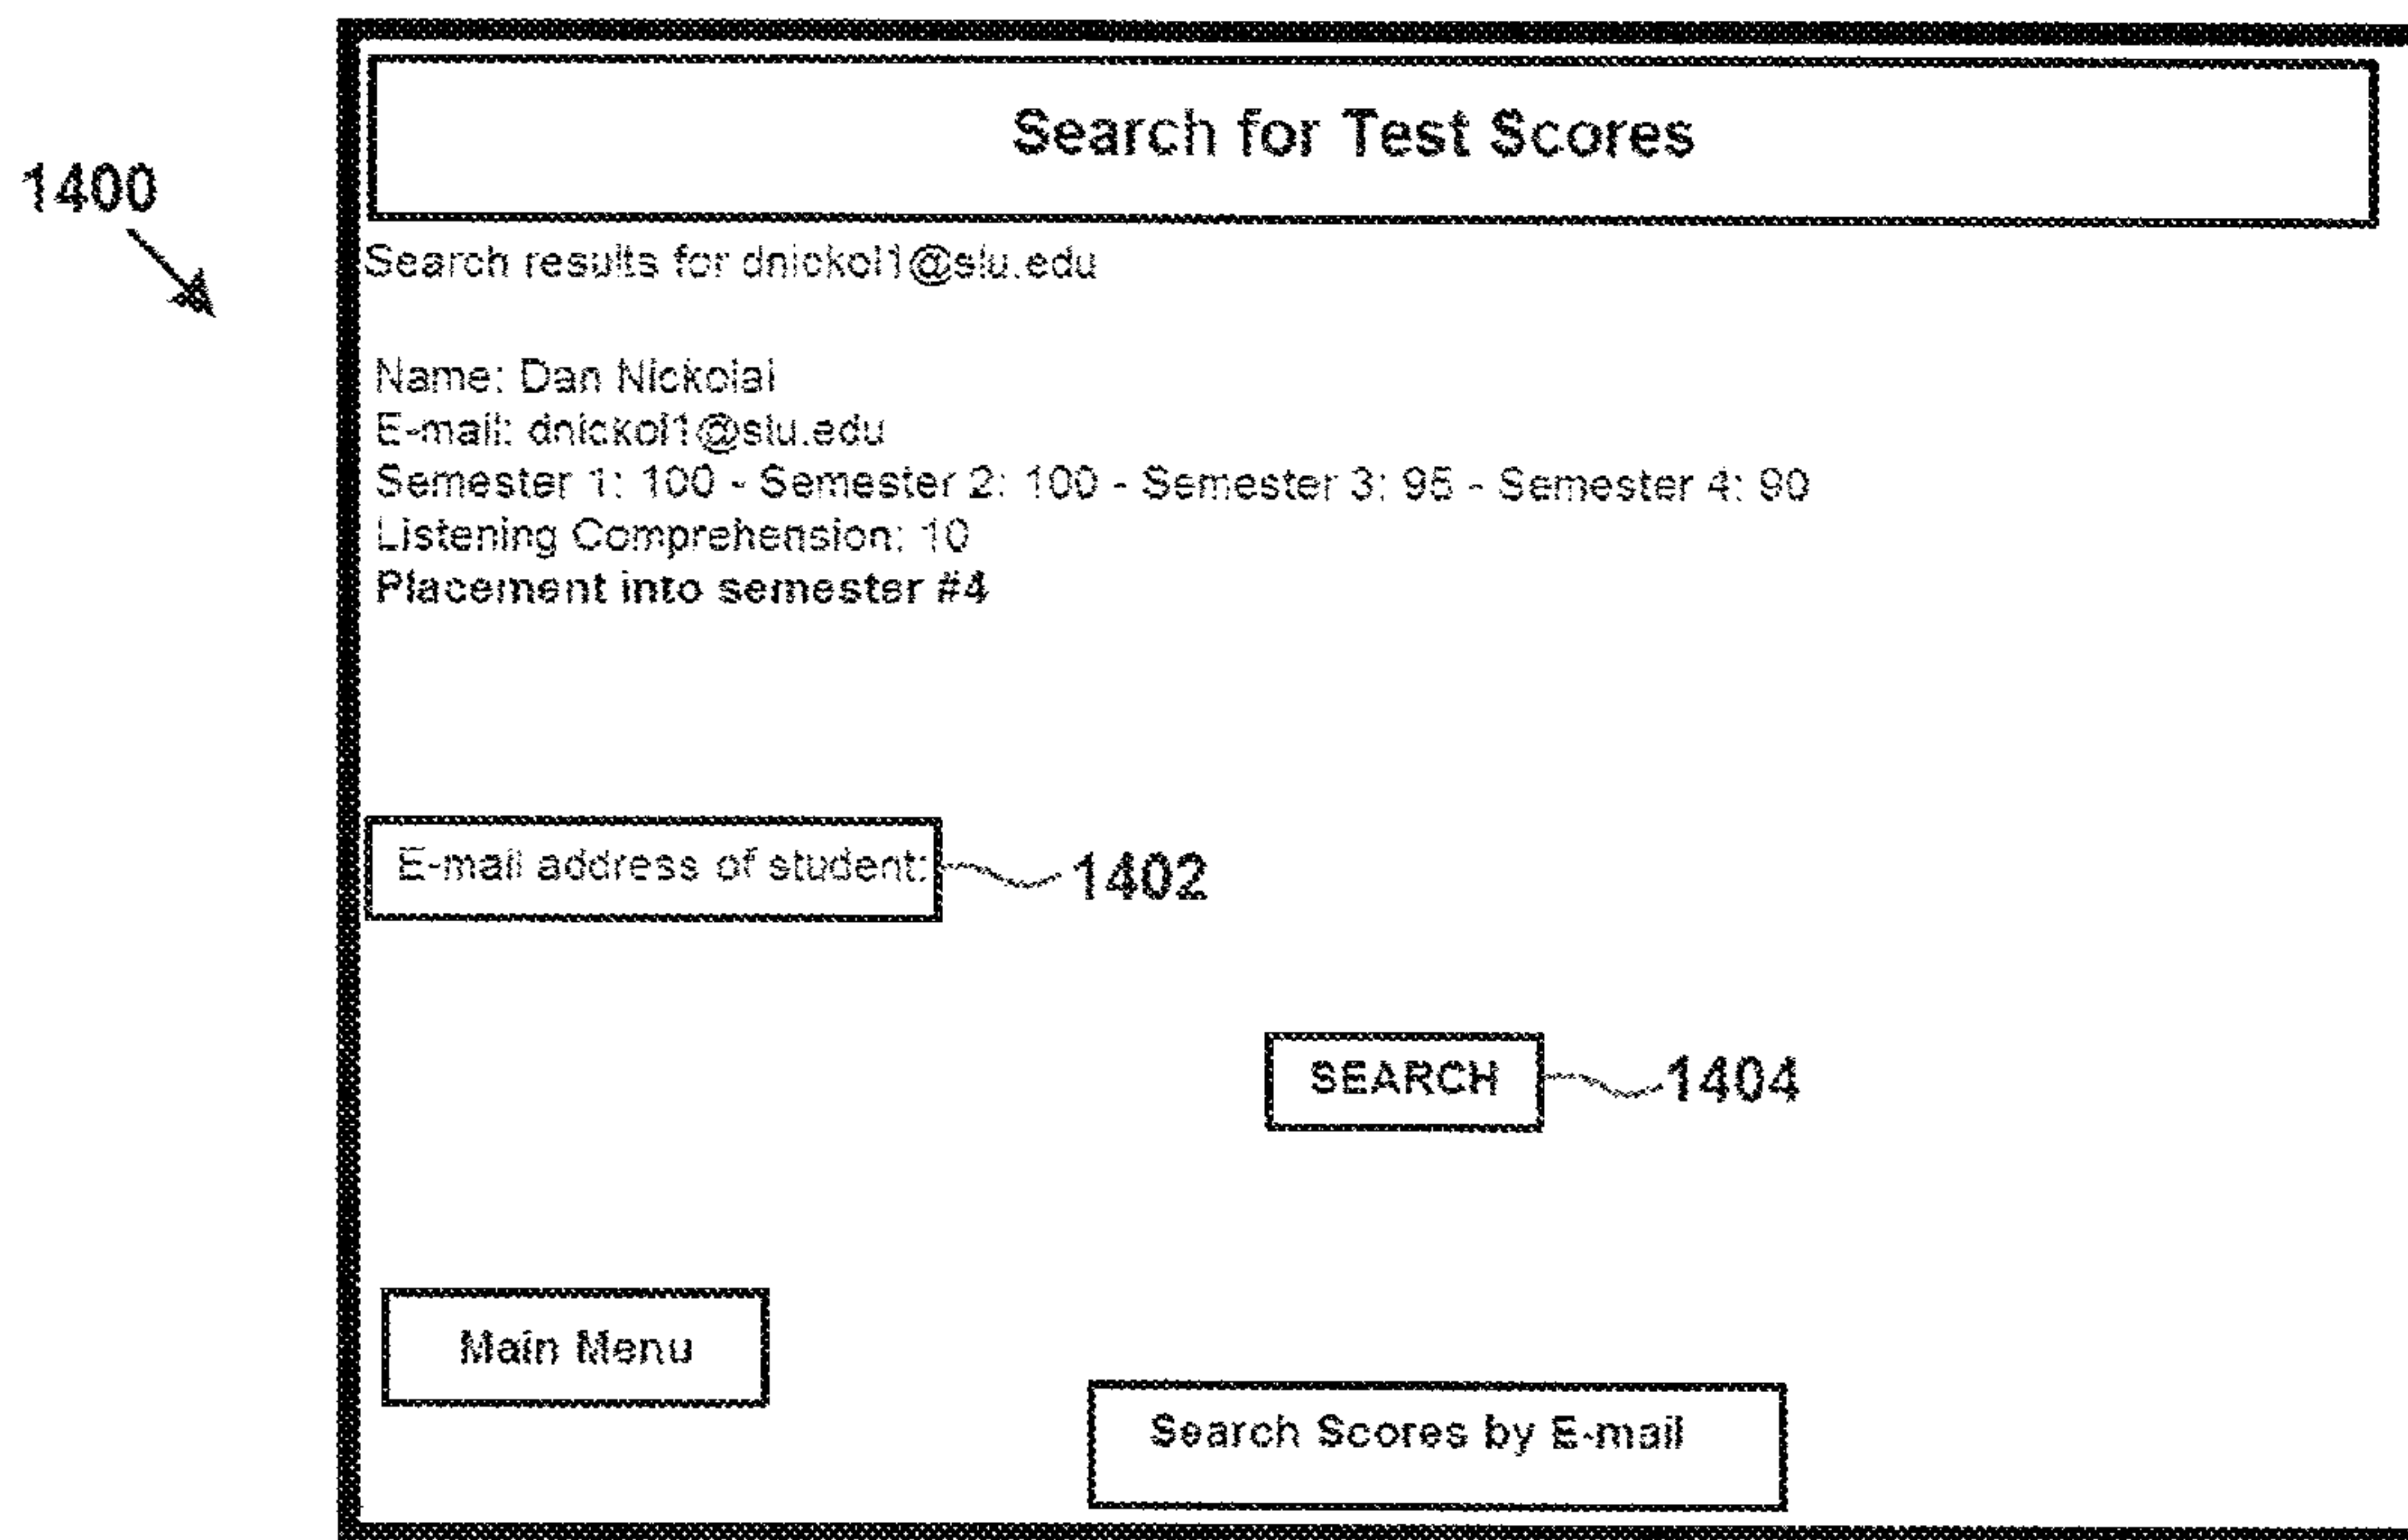 Search for Test Scores
1400
Search results for dnickol1@slu.edu
Name: Dan Nickolai
E-mail: dnickol1@slu.edu
Semester 1: 100 - Semester 2: 100 - Semester 3: 95 - Semester 4: 90
Listening Comprehension: 10
Placement into semester #4
E-mail address of student: 1402
SEARCH 1404
Main Menu
Search Scores by E-mail